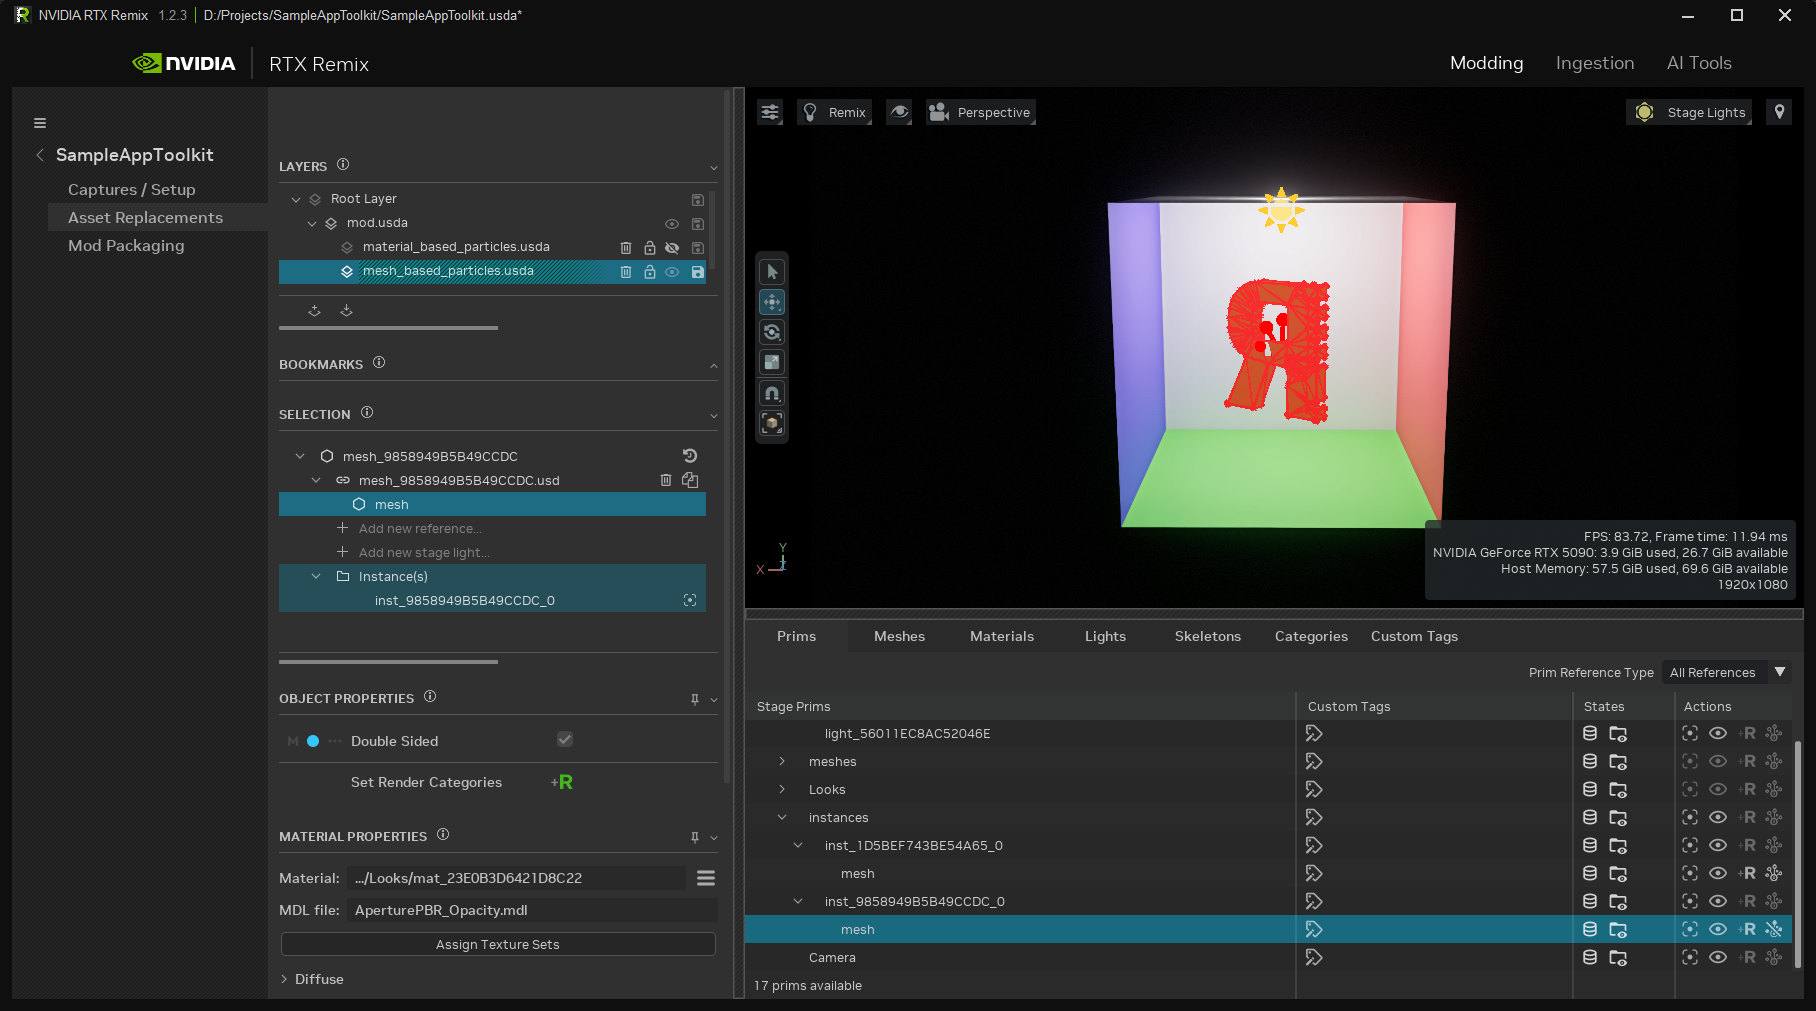 NVIDIA RTX Remix 1.2.3 D:/Projects/SampleAppToolkit/SampleAppToolkit.usda*
NVIDIA RTX Remix
Modding Ingestion AI Tools
SampleAppToolkit
Captures / Setup
Asset Replacements
Mod Packaging
LAYERS
Root Layer
mod.usda
material_based_particles.usda
mesh_based_particles.usda
BOOKMARKS
SELECTION
mesh_9858949B5B49CCDC
mesh_9858949B5B49CCDC.usd
mesh
Add new reference...
Add new stage light...
Instance(s)
inst_9858949B5B49CCDC_0
OBJECT PROPERTIES
M Double Sided
Set Render Categories +R
MATERIAL PROPERTIES
Material: .../Looks/mat_23E0B3D6421D8C22
MDL file: AperturePBR_Opacity.mdl
Assign Texture Sets
Diffuse
Remix Perspective Stage Lights
Y
X Z
FPS: 83.72, Frame time: 11.94 ms
NVIDIA GeForce RTX 5090: 3.9 GiB used, 26.7 GiB available
Host Memory: 57.5 GiB used, 69.6 GiB available
1920x1080
Prims Meshes Materials Lights Skeletons Categories Custom Tags
Prim Reference Type All References
Stage Prims Custom Tags States Actions
light_56011EC8AC52046E +R
meshes +R
Looks +R
instances +R
inst_1D5BEF743BE54A65_0 +R
mesh +R
inst_9858949B5B49CCDC_0 +R
mesh +R
Camera +R
17 prims available